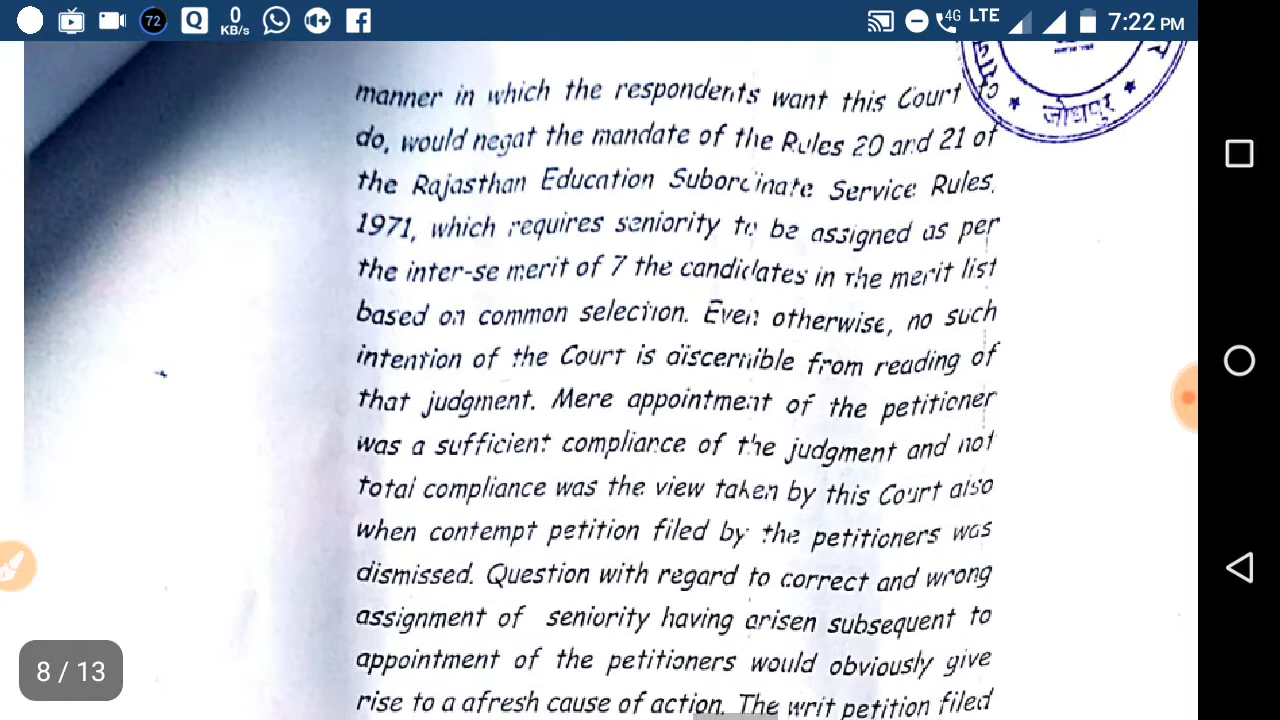 72
0
KB/s
4G LTE
7:22 PM
जोधपुर
manner in which the respondents want this Court to
do, would negat the mandate of the Rules 20 and 21 of
the Rajasthan Education Subordinate Service Rules,
1971, which requires seniority to be assigned as per
the inter-se merit of 7 the candidates in the merit list
based on common selection. Even otherwise, no such
intention of the Court is discernible from reading of
that judgment. Mere appointment of the petitioner
was a sufficient compliance of the judgment and not
total compliance was the view taken by this Court also
when contempt petition filed by the petitioners was
dismissed. Question with regard to correct and wrong
assignment of seniority having arisen subsequent to
appointment of the petitioners would obviously give
rise to a afresh cause of action. The writ petition filed
8 / 13